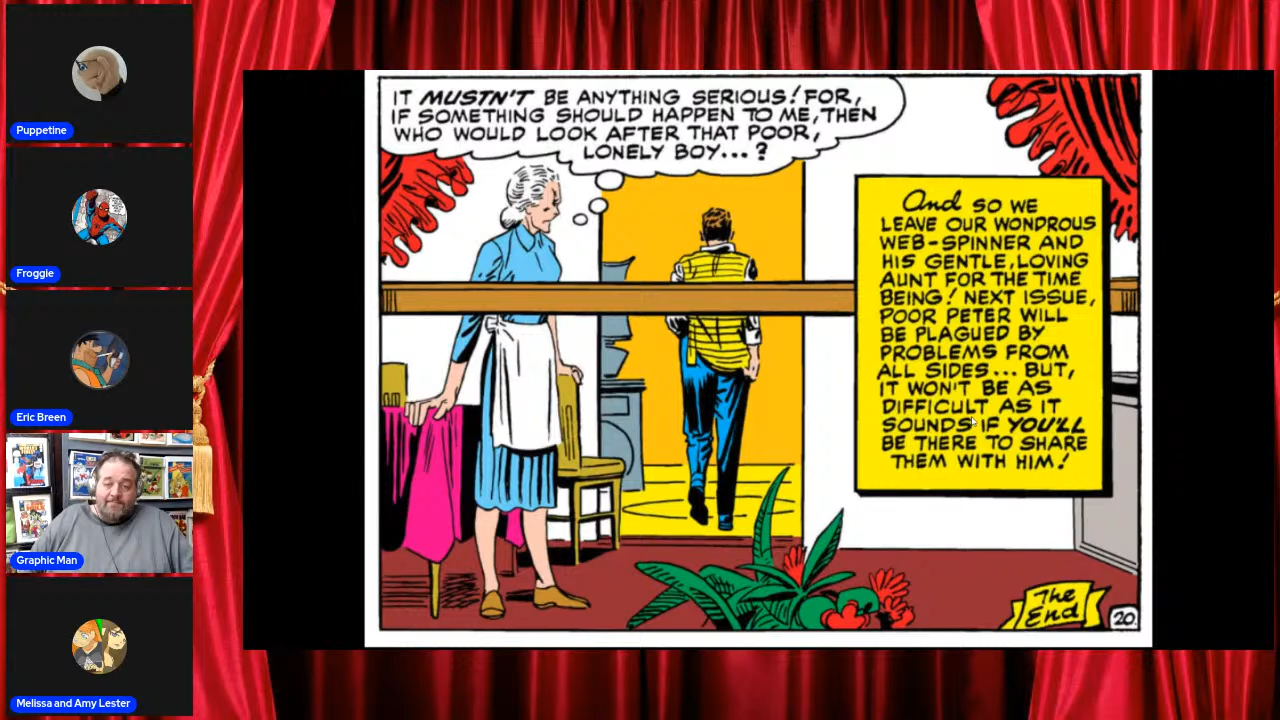 Puppetine
Froggie
Eric Breen
Graphic Man
Melissa and Amy Lester
IT MUSTN'T BE ANYTHING SERIOUS! FOR,
IF SOMETHING SHOULD HAPPEN TO ME, THEN
WHO WOULD LOOK AFTER THAT POOR,
LONELY BOY...?
And SO WE
LEAVE OUR WONDROUS
WEB-SPINNER AND
HIS GENTLE, LOVING
AUNT FOR THE TIME
BEING! NEXT ISSUE,
POOR PETER WILL
BE PLAGUED BY
PROBLEMS FROM
ALL SIDES... BUT,
IT WON'T BE AS
DIFFICULT AS IT
SOUNDS IF YOU'LL
BE THERE TO SHARE
THEM WITH HIM!
The
End
20